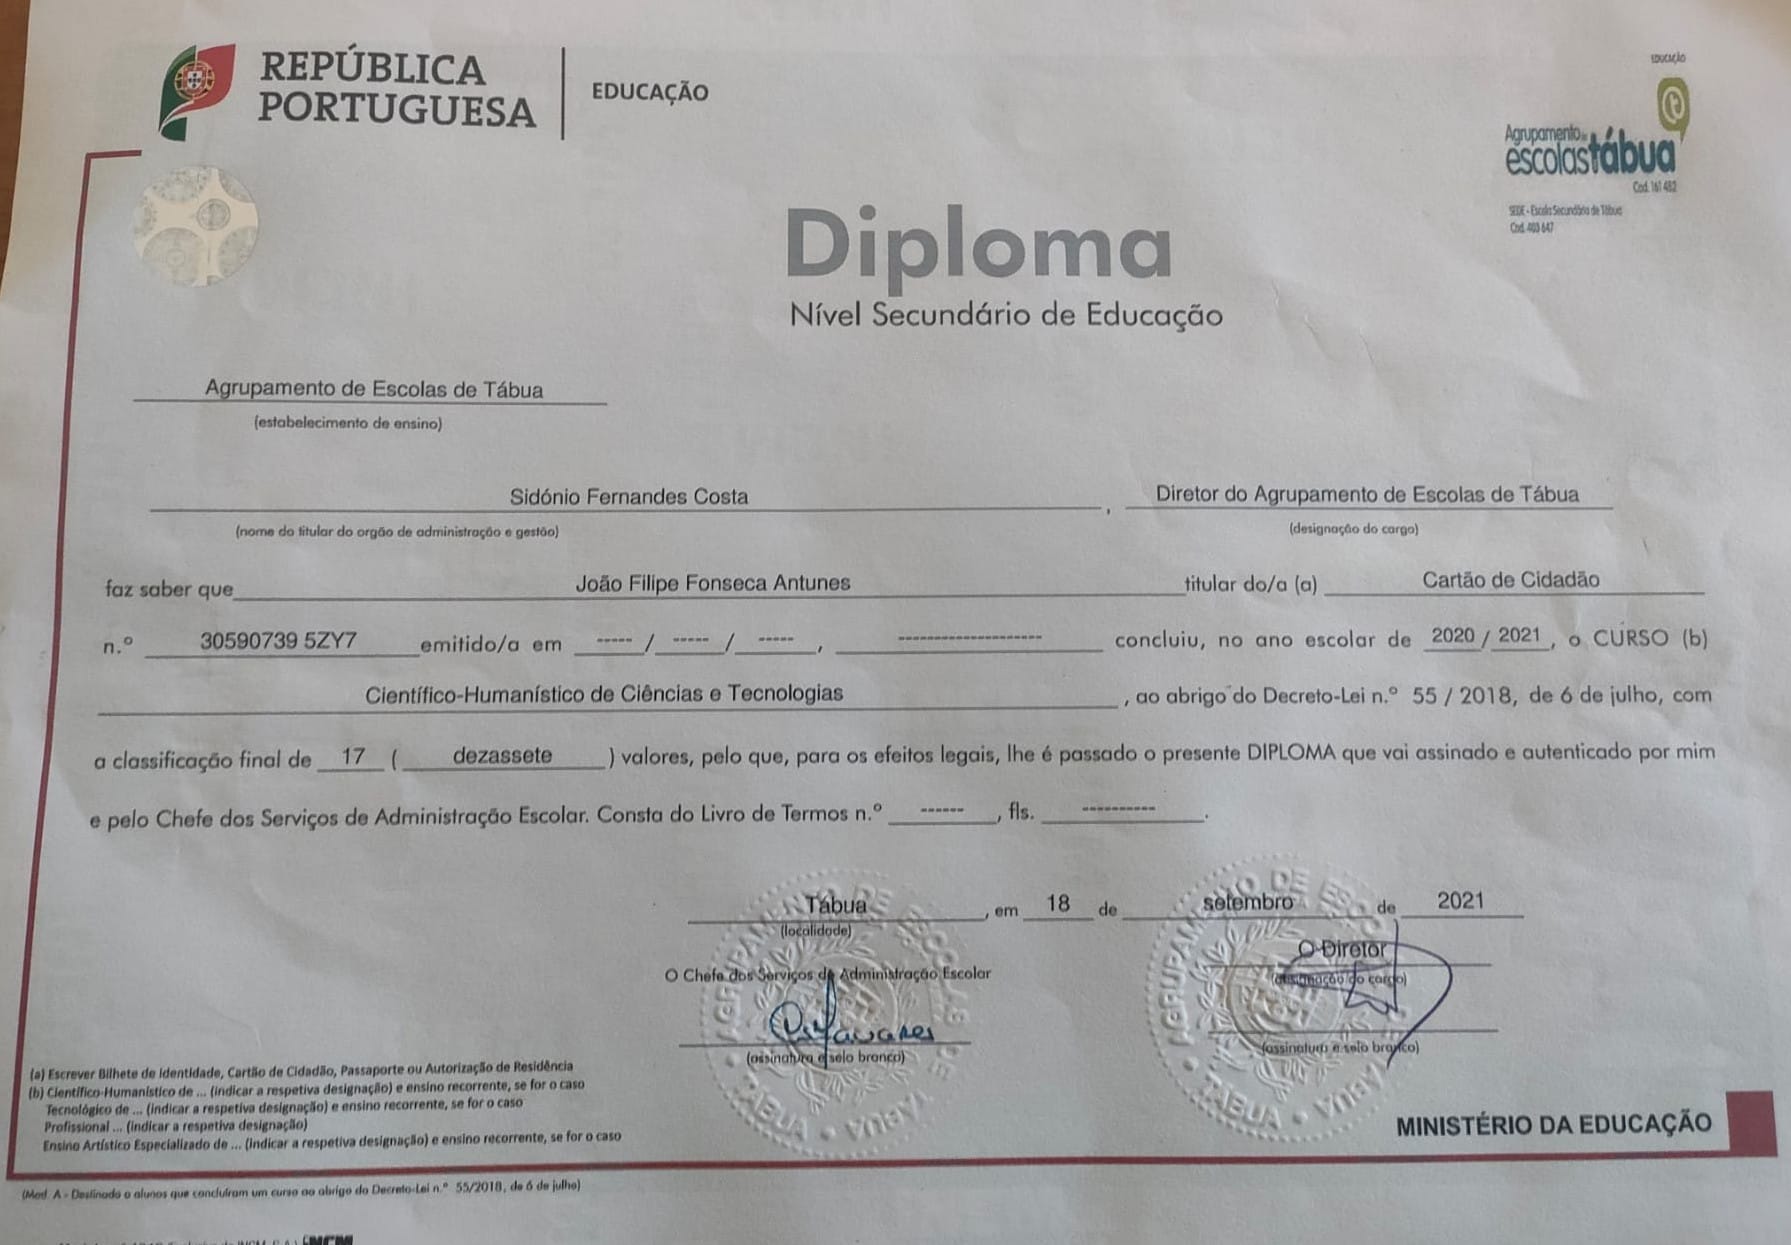 REPÚBLICA
PORTUGUESA
EDUCAÇÃO
EDUCAÇÃO
Agrupamento de
escolastábua
Cod. 161 482
SEDE - Escola Secundária de Tábua
Cod. 403 647
Diploma
Nível Secundário de Educação
Agrupamento de Escolas de Tábua
(estabelecimento de ensino)
Sidónio Fernandes Costa , Diretor do Agrupamento de Escolas de Tábua
(nome do titular do orgão de administração e gestão) (designação do cargo)
faz saber que João Filipe Fonseca Antunes titular do/a (a) Cartão de Cidadão
n.º 30590739 5ZY7 emitido/a em ----- / ----- / ----- , -------------------- concluiu, no ano escolar de 2020 / 2021 , o CURSO (b)
Científico-Humanístico de Ciências e Tecnologias , ao abrigo do Decreto-Lei n.º 55 / 2018, de 6 de julho, com
a classificação final de 17 ( dezassete ) valores, pelo que, para os efeitos legais, lhe é passado o presente DIPLOMA que vai assinado e autenticado por mim
e pelo Chefe dos Serviços de Administração Escolar. Consta do Livro de Termos n.º ------ , fls. ---------- .
Tábua , em 18 de setembro de 2021
(localidade)
O Diretor
(designação do cargo)
O Chefe dos Serviços de Administração Escolar
(assinatura e selo branco)
(assinatura e selo branco)
(a) Escrever Bilhete de Identidade, Cartão de Cidadão, Passaporte ou Autorização de Residência
(b) Científico-Humanístico de ... (indicar a respetiva designação) e ensino recorrente, se for o caso
Tecnológico de ... (indicar a respetiva designação) e ensino recorrente, se for o caso
Profissional ... (indicar a respetiva designação)
Ensino Artístico Especializado de ... (indicar a respetiva designação) e ensino recorrente, se for o caso
MINISTÉRIO DA EDUCAÇÃO
(Mod. A - Destinado a alunos que concluíram um curso ao abrigo do Decreto-Lei n.º 55/2018, de 6 de julho)